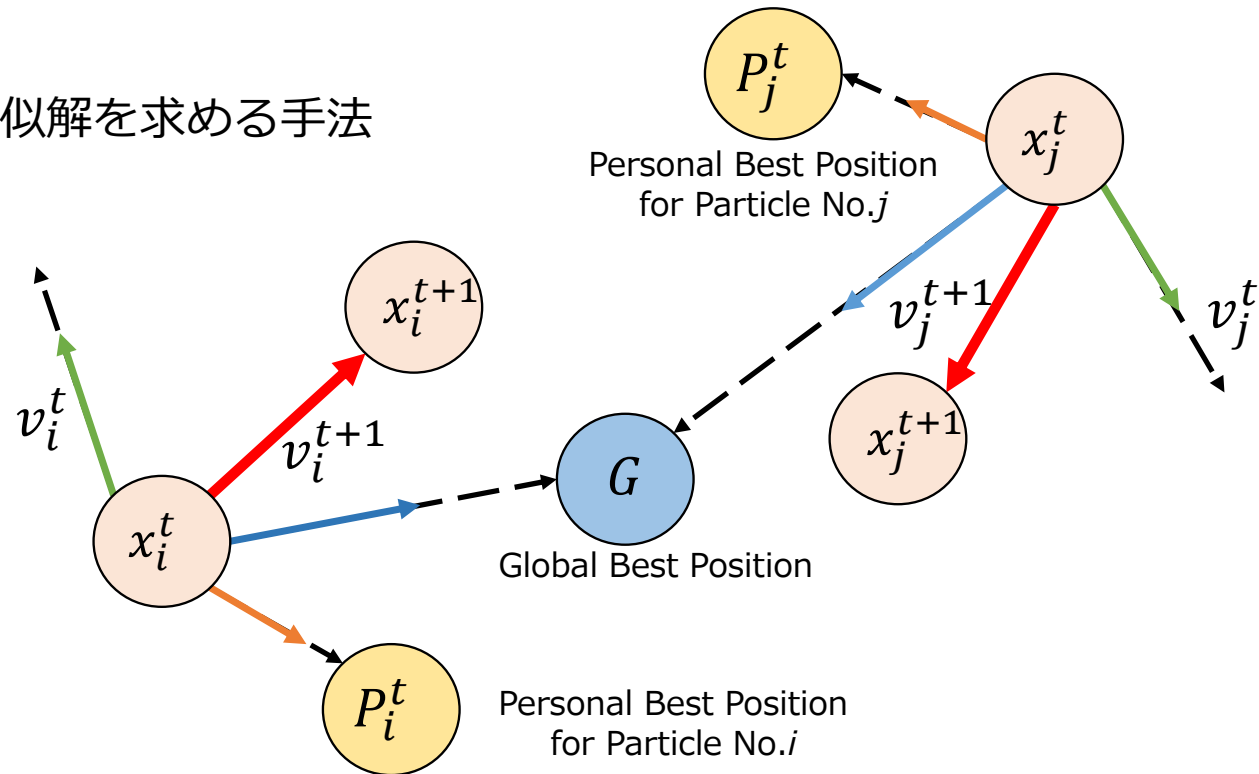 似解を求める手法
P_j^t
x_j^t
Personal Best Position
for Particle No.j
x_i^{t+1}
v_j^{t+1}
v_j^t
v_i^t
v_i^{t+1}
x_j^{t+1}
G
x_i^t
Global Best Position
P_i^t
Personal Best Position
for Particle No.i